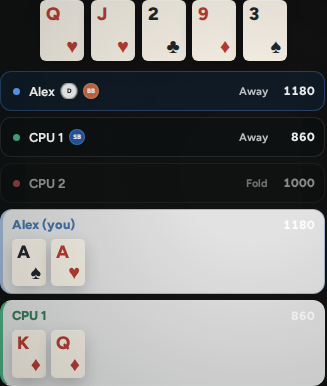 Q J 2 9 3
Alex D BB Away 1180
CPU 1 SB Away 860
CPU 2 Fold 1000
Alex (you) 1180
A A
CPU 1 860
K Q